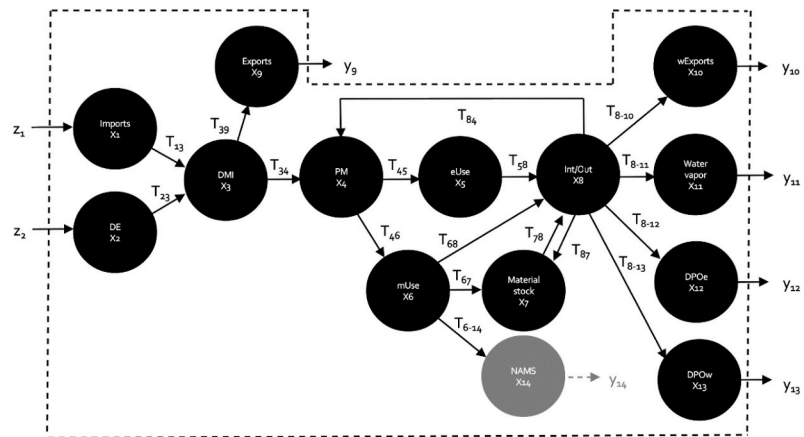 Exports
X9
y9
wExports
X10
y10
z1
Imports
X1
T13
T39
T84
T8-10
DMI
X3
T34
PM
X4
T45
eUse
X5
T58
Int/Out
X8
T8-11
Water
vapor
X11
y11
z2
DE
X2
T23
T46
T68
T78
T87
T8-12
T8-13
mUse
X6
T67
Material
stock
X7
DPOe
X12
y12
T6-14
NAMS
X14
y14
DPOw
X13
y13